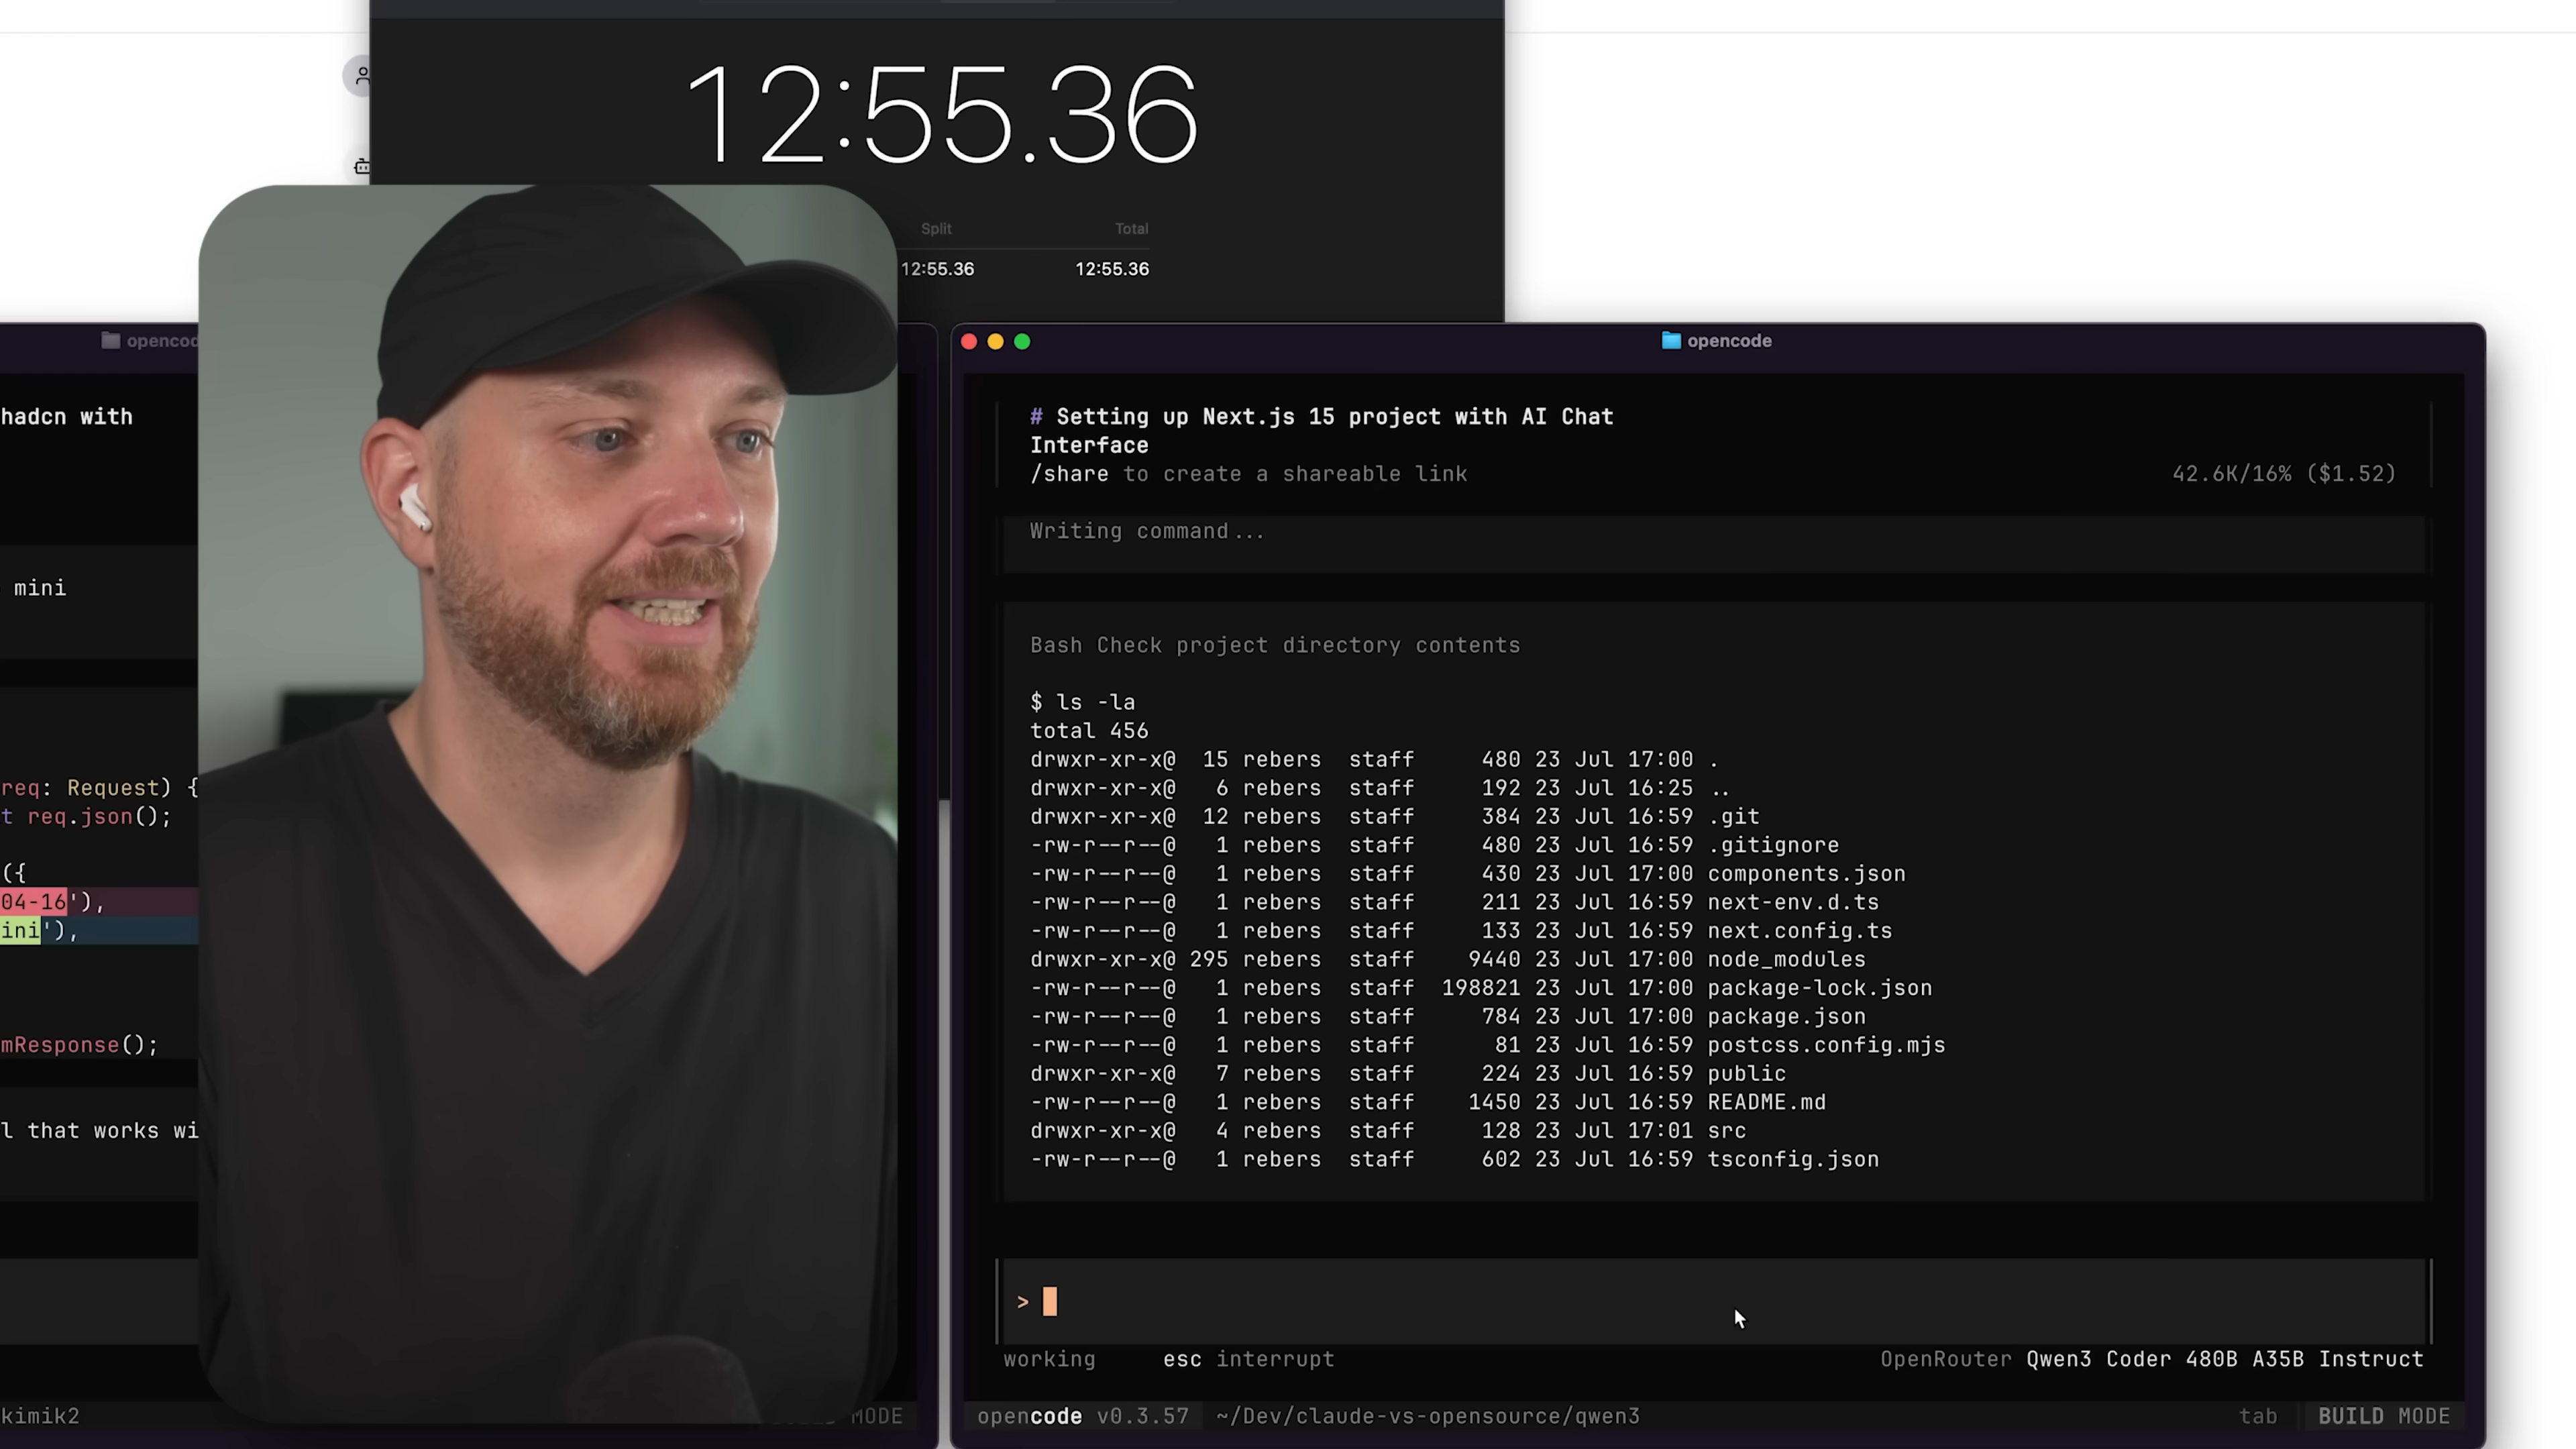 12:55.36
Split Total
12:55.36 12:55.36
hadcn with
mini
req: Request) {
t req.json();
({
04-16'),
ini'),
mResponse();
l that works wi
kimik2
MODE
opencode
# Setting up Next.js 15 project with AI Chat
Interface
/share to create a shareable link 42.6K/16% ($1.52)
Writing command...
Bash Check project directory contents
$ ls -la
total 456
drwxr-xr-x@ 15 rebers staff 480 23 Jul 17:00 .
drwxr-xr-x@ 6 rebers staff 192 23 Jul 16:25 ..
drwxr-xr-x@ 12 rebers staff 384 23 Jul 16:59 .git
-rw-r--r--@ 1 rebers staff 480 23 Jul 16:59 .gitignore
-rw-r--r--@ 1 rebers staff 430 23 Jul 17:00 components.json
-rw-r--r--@ 1 rebers staff 211 23 Jul 16:59 next-env.d.ts
-rw-r--r--@ 1 rebers staff 133 23 Jul 16:59 next.config.ts
drwxr-xr-x@ 295 rebers staff 9440 23 Jul 17:00 node_modules
-rw-r--r--@ 1 rebers staff 198821 23 Jul 17:00 package-lock.json
-rw-r--r--@ 1 rebers staff 784 23 Jul 17:00 package.json
-rw-r--r--@ 1 rebers staff 81 23 Jul 16:59 postcss.config.mjs
drwxr-xr-x@ 7 rebers staff 224 23 Jul 16:59 public
-rw-r--r--@ 1 rebers staff 1450 23 Jul 16:59 README.md
drwxr-xr-x@ 4 rebers staff 128 23 Jul 17:01 src
-rw-r--r--@ 1 rebers staff 602 23 Jul 16:59 tsconfig.json
>
working esc interrupt OpenRouter Qwen3 Coder 480B A35B Instruct
opencode v0.3.57 ~/Dev/claude-vs-opensource/qwen3 tab BUILD MODE